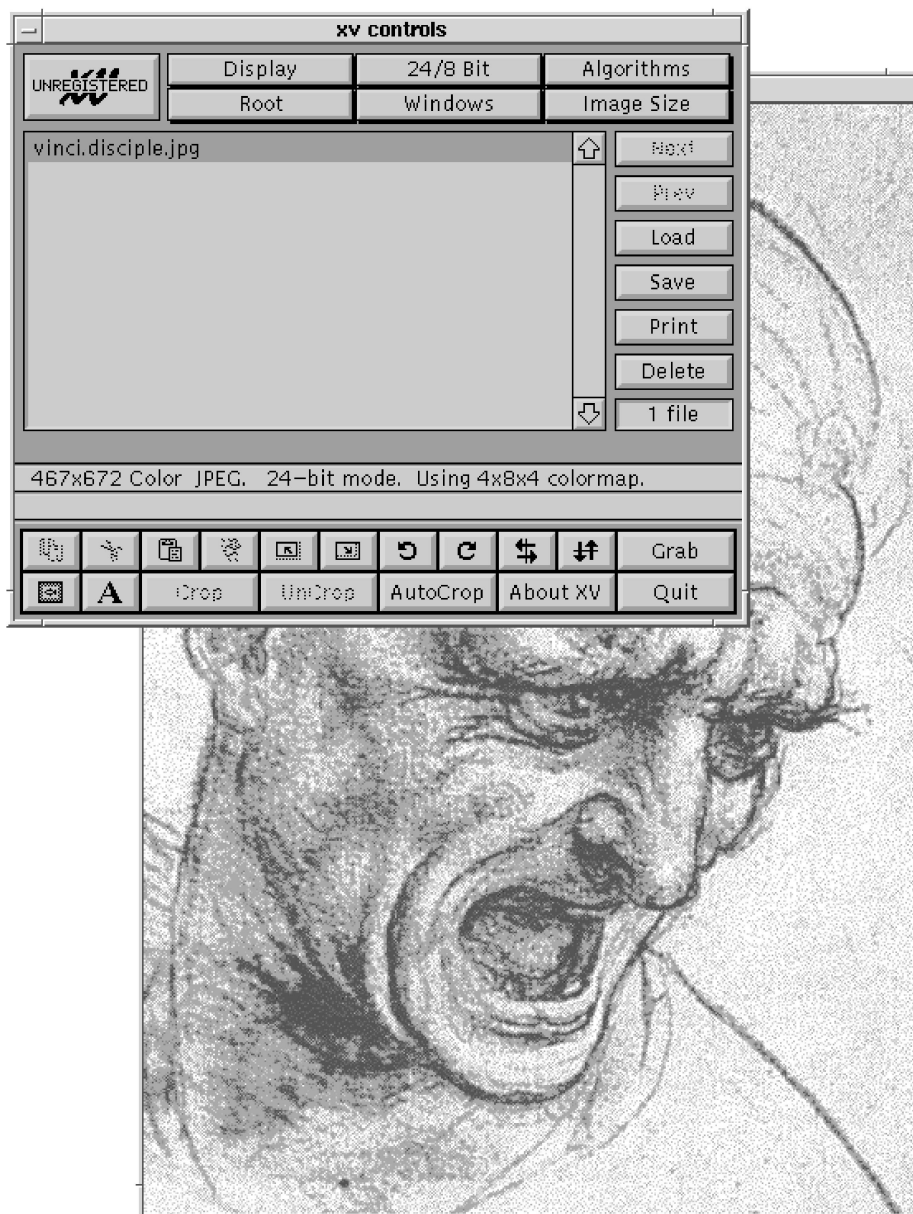 xv controls
UNREGISTERED
Display
24/8 Bit
Algorithms
Root
Windows
Image Size
vinci.disciple.jpg
Next
Prev
Load
Save
Print
Delete
1 file
467x672 Color JPEG. 24-bit mode. Using 4x8x4 colormap.
Grab
A
Crop
UnCrop
AutoCrop
About XV
Quit